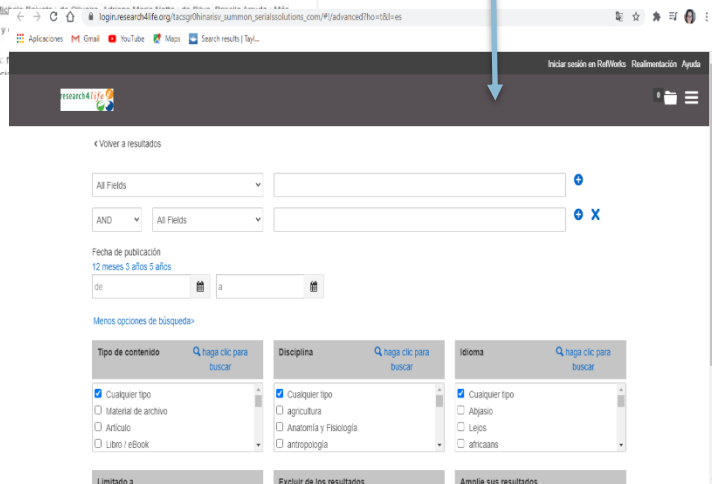 login.research4life.org/tacsgr0hinarisv_summon_serialssolutions_com/#!/advanced?ho=t&l=es
Aplicaciones Gmail YouTube Maps Search results | Tayl...
Iniciar sesión en RefWorks Realimentación Ayuda
research4life 0
Volver a resultados
All Fields
AND All Fields
Fecha de publicación
12 meses 3 años 5 años
de a
Menos opciones de búsqueda>
Tipo de contenido haga clic para buscar Disciplina haga clic para buscar Idioma haga clic para buscar
Cualquier tipo Cualquier tipo Cualquier tipo
Material de archivo agricultura Abjasio
Artículo Anatomía y Fisiología Lejos
Libro / eBook antropología africaans
Limitado a Excluir de los resultados Amplíe sus resultados